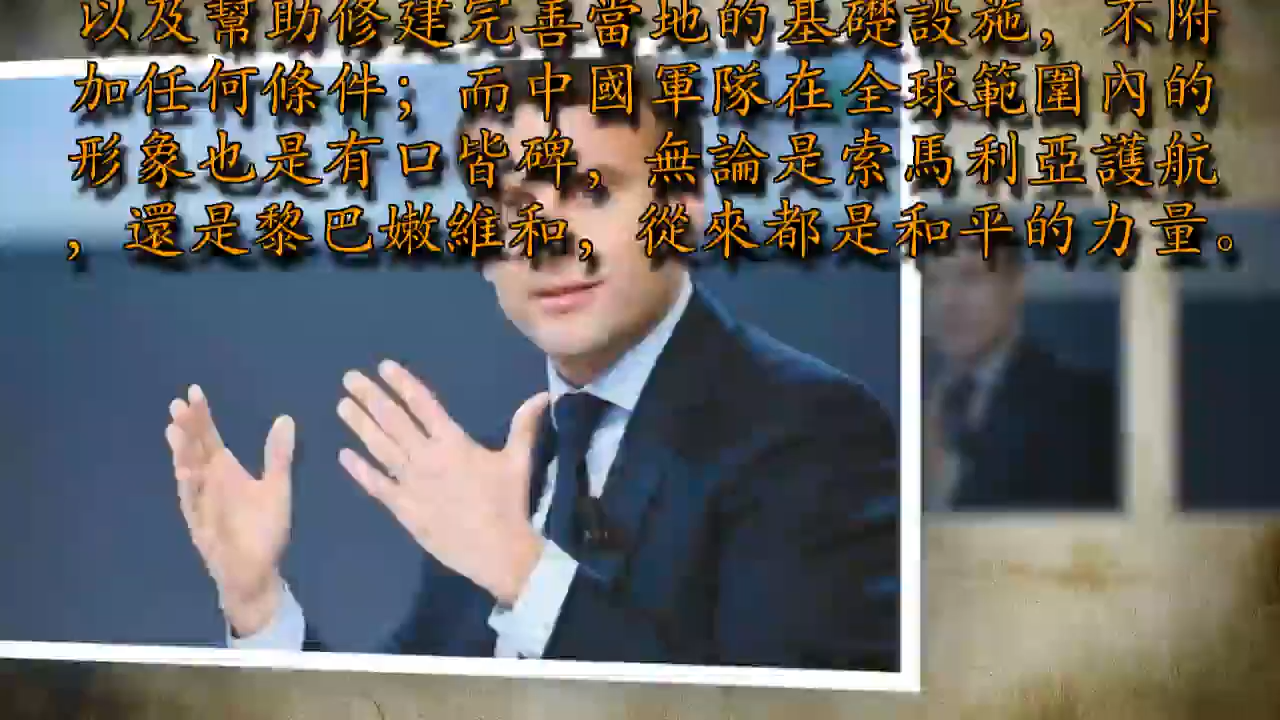 以及幫助修建完善當地的基礎設施，不附
加任何條件；而中國軍隊在全球範圍內的
形象也是有口皆碑，無論是索馬利亞護航
，還是黎巴嫩維和，從來都是和平的力量。